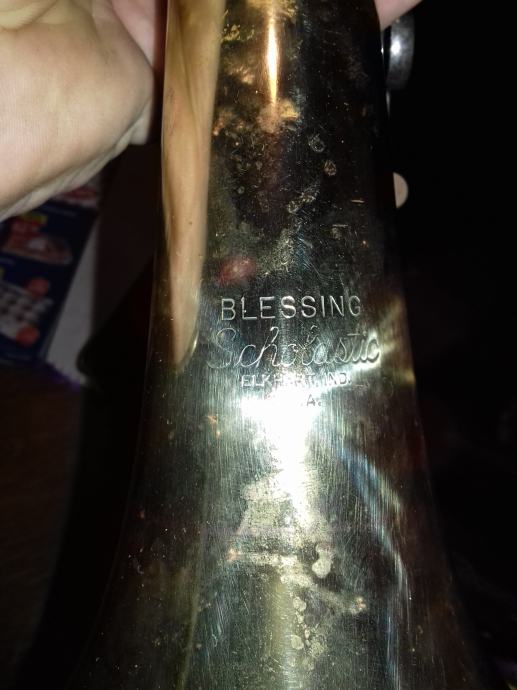 BLESSING
Scholastic
ELKHART, IND.
A.